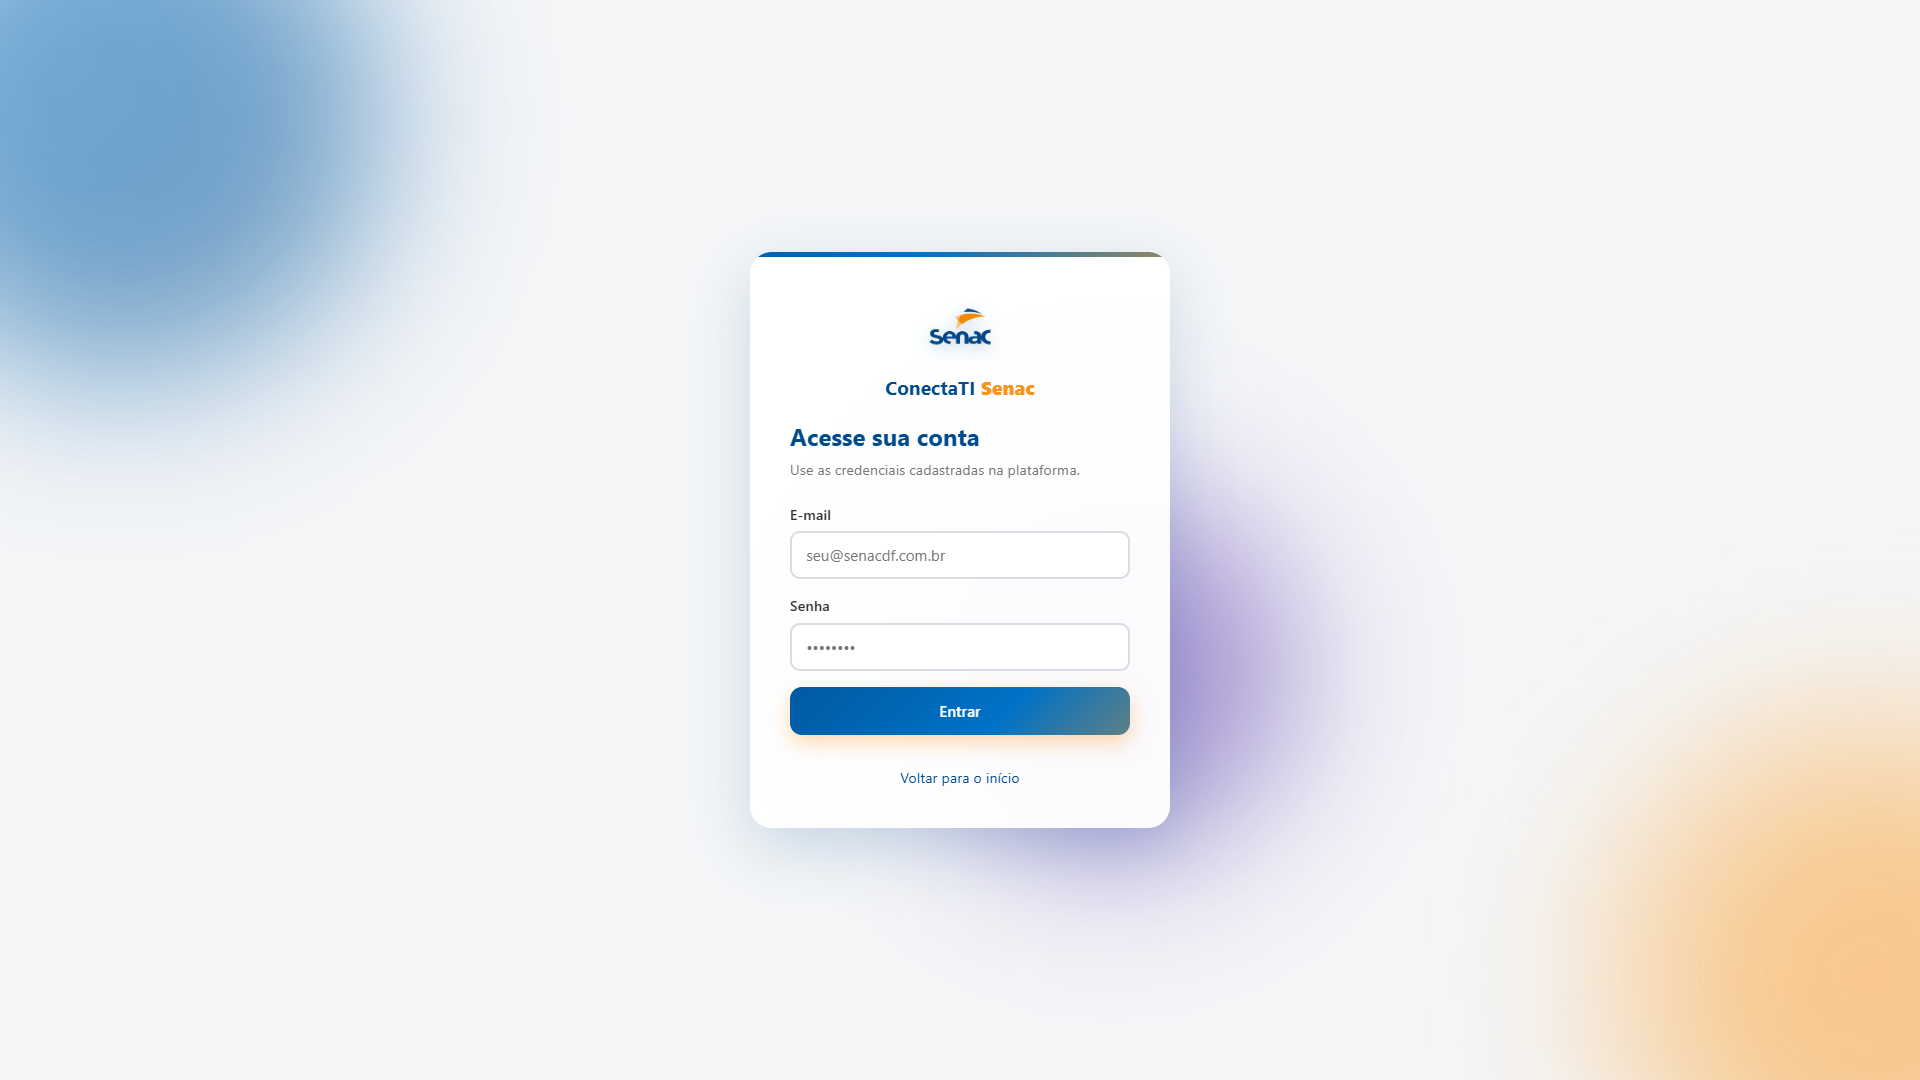 Senac
ConectaTI Senac
Acesse sua conta
Use as credenciais cadastradas na plataforma.
E-mail
seu@senacdf.com.br
Senha
••••••••
Entrar
Voltar para o início